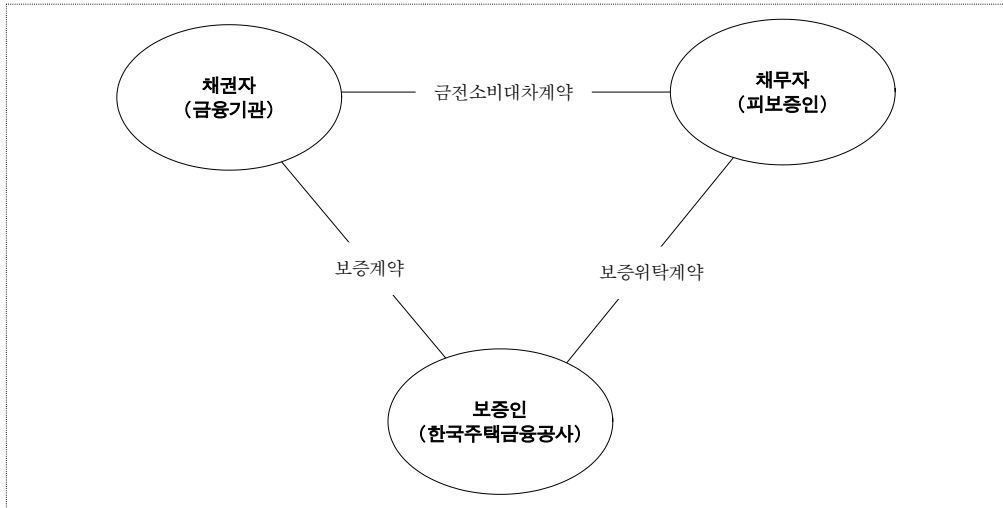 채권자
(금융기관)
금전소비대차계약
채무자
(피보증인)
보증계약
보증위탁계약
보증인
(한국주택금융공사)